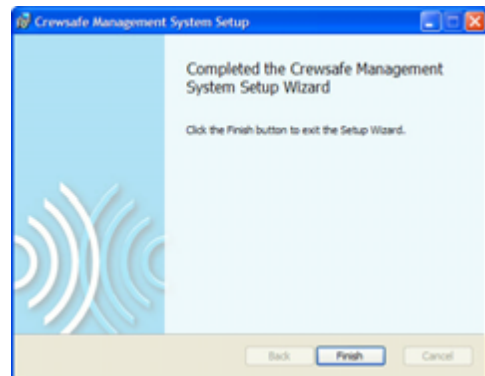 Crewsafe Management System Setup
Completed the Crewsafe Management
System Setup Wizard
Click the Finish button to exit the Setup Wizard.
Back
Finish
Cancel